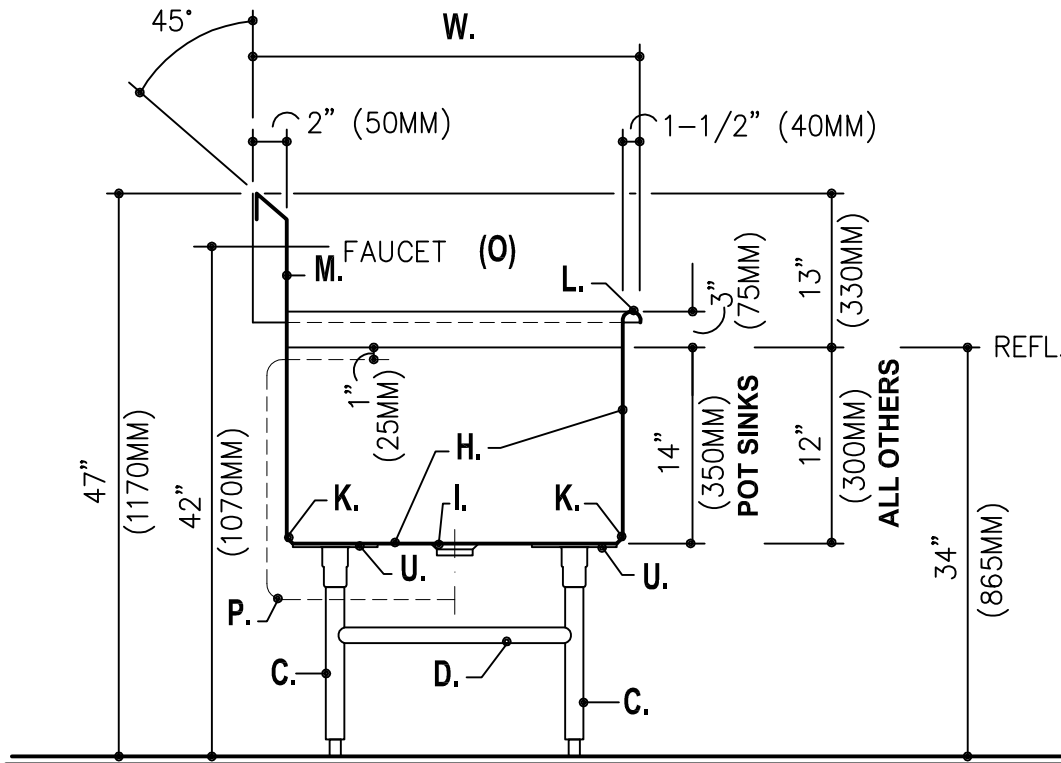 45°
W.
2" (50MM)
1-1/2" (40MM)
FAUCET (O)
M.
L.
3"
(75MM)
13"
(330MM)
REFL.
1"
(25MM)
H.
47"
(1170MM)
42"
(1070MM)
14"
(350MM)
POT SINKS
12"
(300MM)
ALL OTHERS
34"
(865MM)
K.
I.
K.
U.
U.
P.
C.
D.
C.